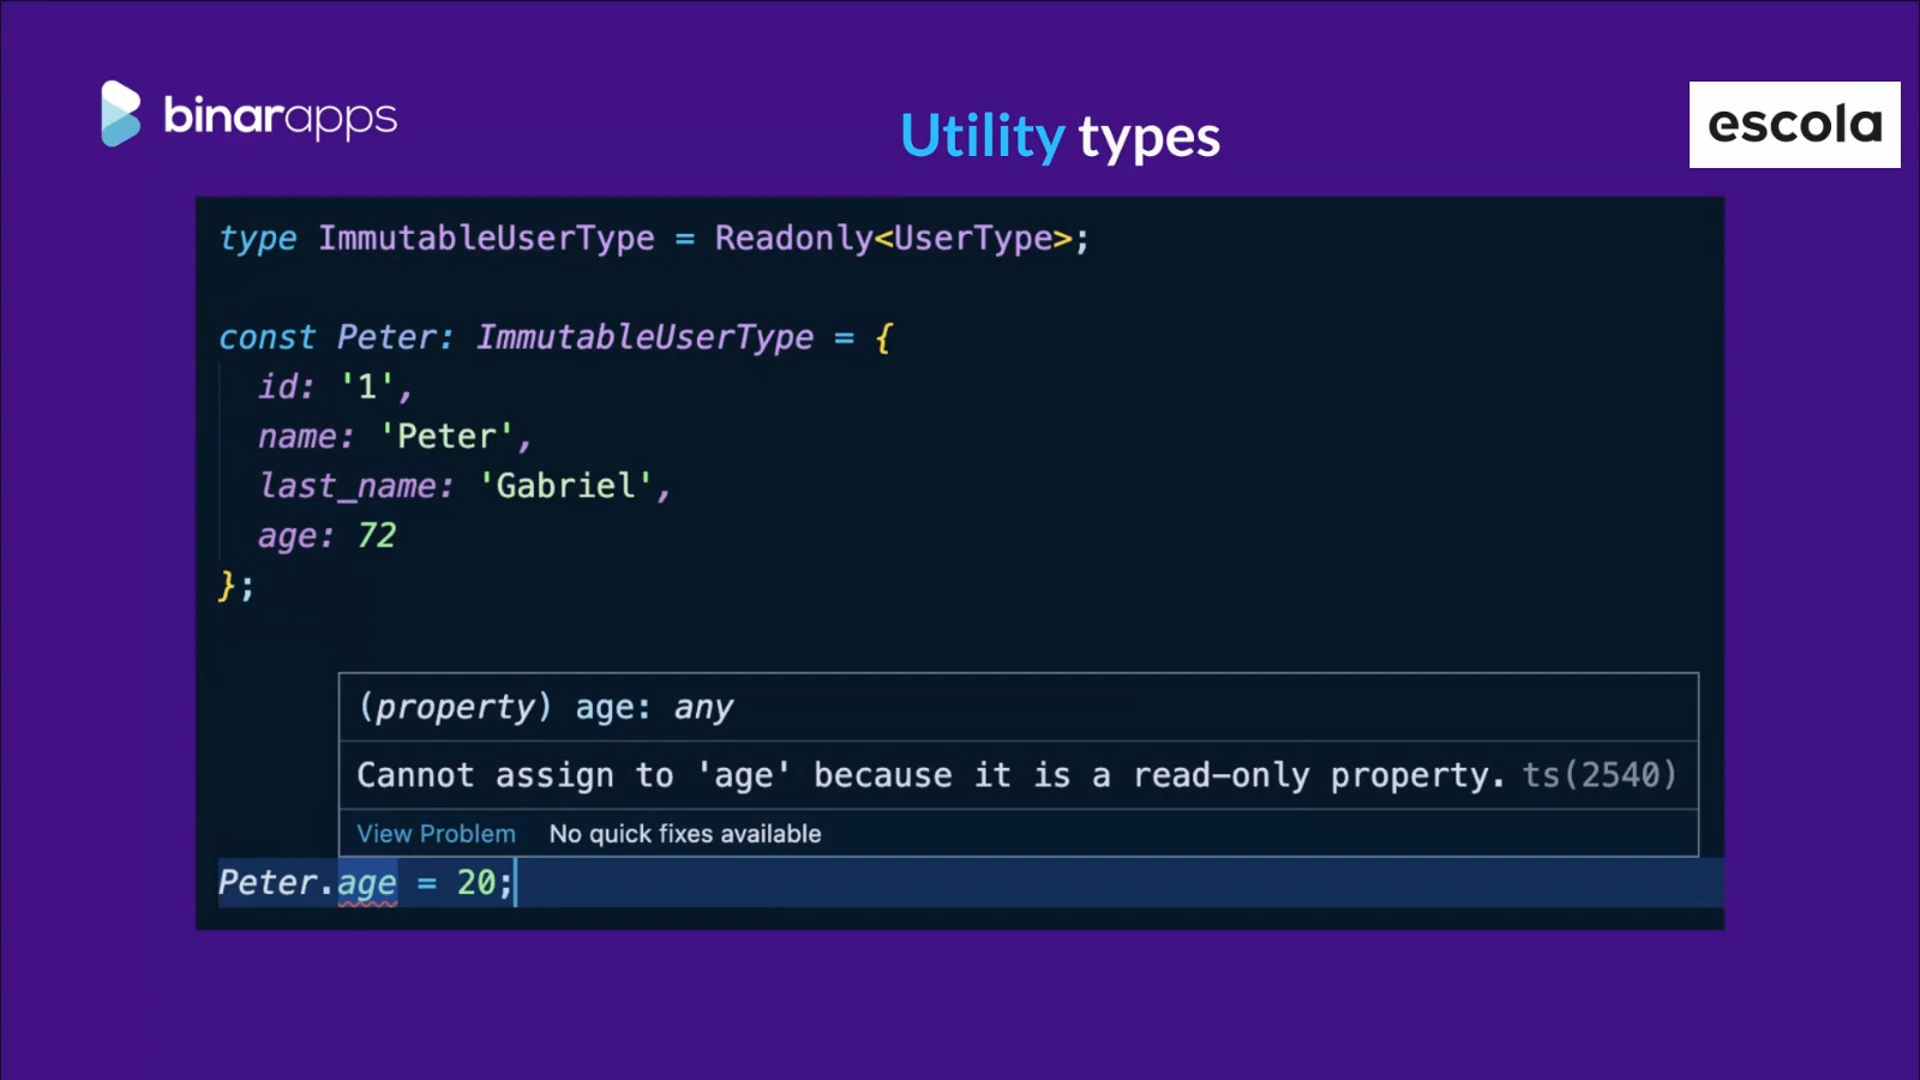 binarapps
Utility types
escola
type ImmutableUserType = Readonly<UserType>;
const Peter: ImmutableUserType = {
id: '1',
name: 'Peter',
last_name: 'Gabriel',
age: 72
};
(property) age: any
Cannot assign to 'age' because it is a read-only property. ts(2540)
View Problem No quick fixes available
Peter.age = 20;